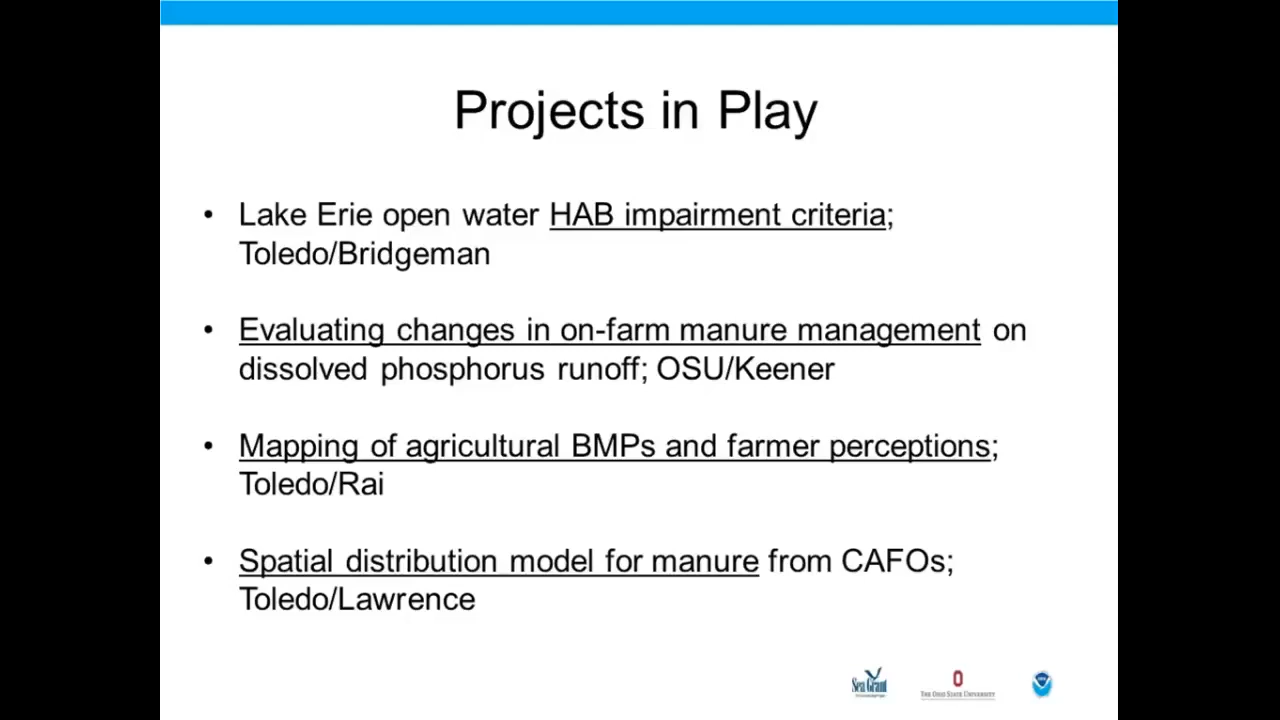 Projects in Play
• Lake Erie open water HAB impairment criteria;
Toledo/Bridgeman
• Evaluating changes in on-farm manure management on
dissolved phosphorus runoff; OSU/Keener
• Mapping of agricultural BMPs and farmer perceptions;
Toledo/Rai
• Spatial distribution model for manure from CAFOs;
Toledo/Lawrence
Sea Grant
THE OHIO STATE UNIVERSITY